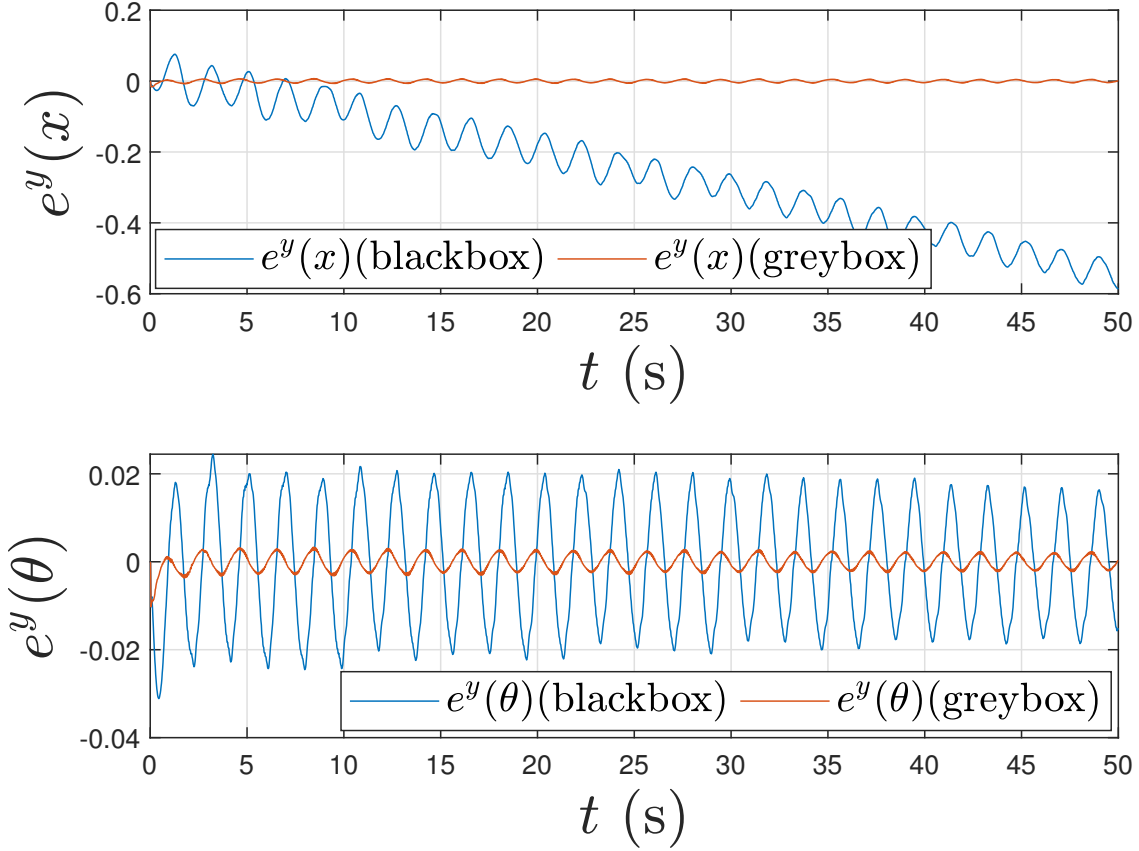 0.2
0
-0.2
-0.4
-0.6
e^y(x)
e^y(x)(blackbox) e^y(x)(greybox)
0 5 10 15 20 25 30 35 40 45 50
t (s)
0.02
0
-0.02
-0.04
e^y(θ)
e^y(θ)(blackbox) e^y(θ)(greybox)
0 5 10 15 20 25 30 35 40 45 50
t (s)